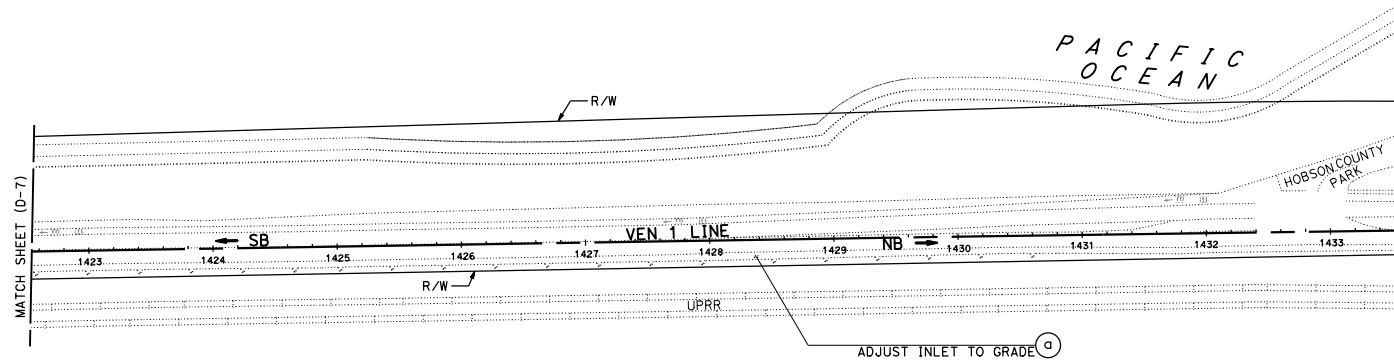 PACIFIC
OCEAN
R/W
MATCH SHEET (D-7)
HOBSON COUNTY
PARK
SB
VEN 1 LINE
NB
1423
1424
1425
1426
1427
1428
1429
1430
1431
1432
1433
R/W
UPRR
ADJUST INLET TO GRADE
a